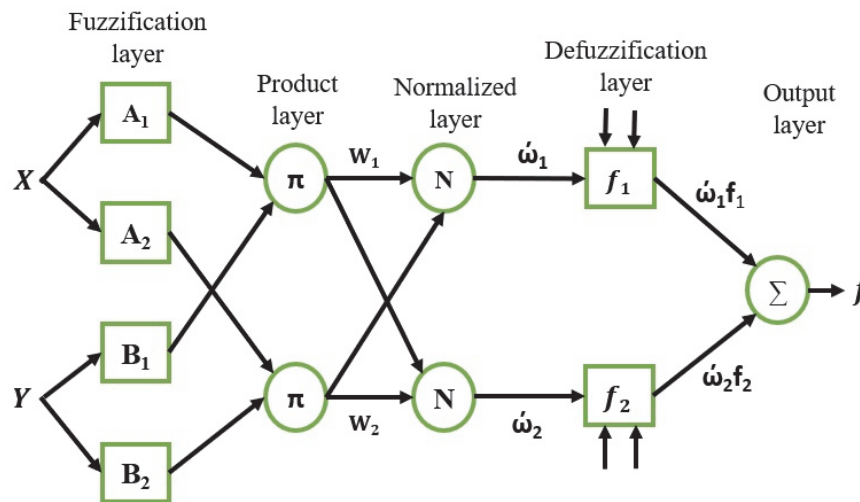 Fuzzification
layer
Product
layer
Normalized
layer
Defuzzification
layer
Output
layer
X
Y
A₁
A₂
B₁
B₂
π
π
W₁
W₂
N
N
ώ₁
ώ₂
f₁
f₂
ώ₁f₁
ώ₂f₂
∑
f